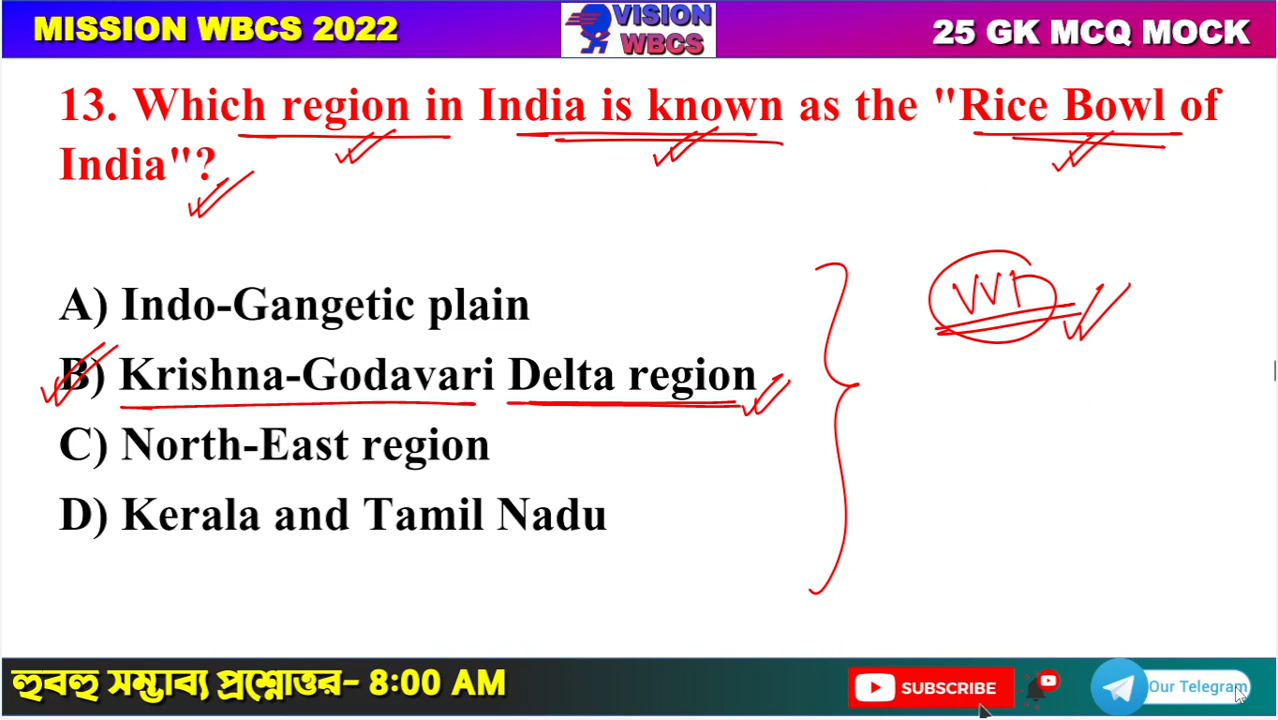 MISSION WBCS 2022
VISION
WBCS
25 GK MCQ MOCK
13. Which region in India is known as the "Rice Bowl of
India"?
A) Indo-Gangetic plain
B) Krishna-Godavari Delta region
C) North-East region
D) Kerala and Tamil Nadu
হুবহু সম্ভাব্য প্রশ্নোত্তর- 8:00 AM
SUBSCRIBE
Our Telegram